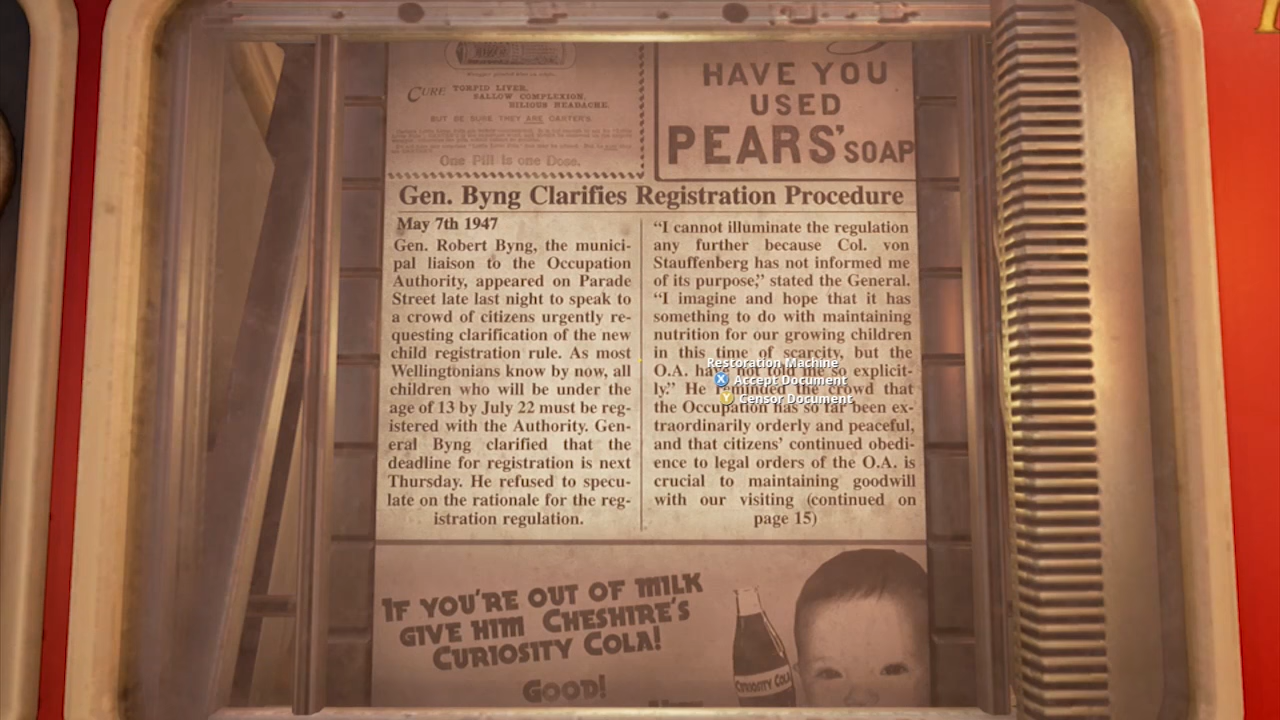 CURE TORPID LIVER,
SALLOW COMPLEXION,
BILIOUS HEADACHE,
BUT BE SURE THEY ARE CARTER'S.
One Pill is one Dose.
HAVE YOU
USED
PEARS' SOAP
Gen. Byng Clarifies Registration Procedure
May 7th 1947
Gen. Robert Byng, the munici-
pal liaison to the Occupation
Authority, appeared on Parade
Street late last night to speak to
a crowd of citizens urgently re-
questing clarification of the new
child registration rule. As most
Wellingtonians know by now, all
children who will be under the
age of 13 by July 22 must be reg-
istered with the Authority. Gen-
eral Byng clarified that the
deadline for registration is next
Thursday. He refused to specu-
late on the rationale for the reg-
istration regulation.
“I cannot illuminate the regulation
any further because Col. von
Stauffenberg has not informed me
of its purpose,” stated the General.
“I imagine and hope that it has
something to do with maintaining
nutrition for our growing children
in this time of scarcity, but the
O.A. have not told me so explicit-
ly.” He reminded the crowd that
the Occupation has so far been ex-
traordinarily orderly and peaceful,
and that citizens’ continued obedi-
ence to legal orders of the O.A. is
crucial to maintaining goodwill
with our visiting (continued on
page 15)
Restoration Machine
X Accept Document
Y Censor Document
IF YOU'RE OUT OF MILK
GIVE HIM CHESHIRE'S
CURIOSITY COLA!
GOOD!
CURIOSITY COLA